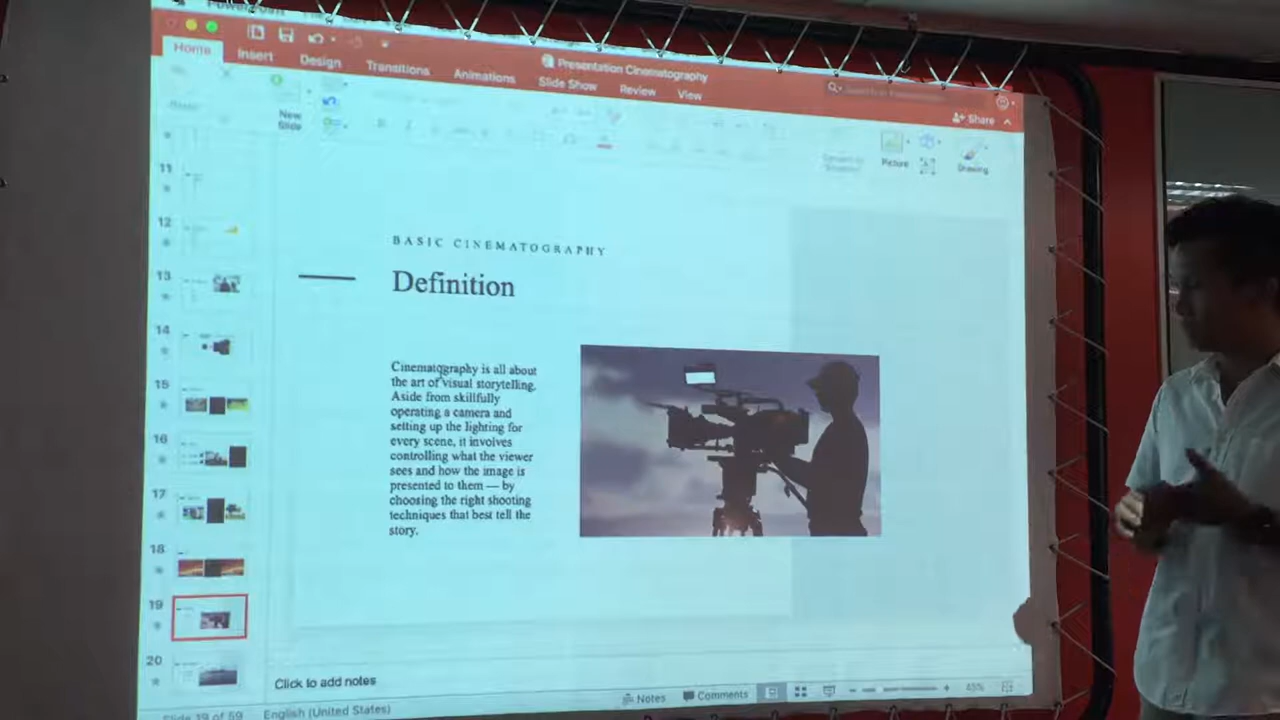 Presentation Cinematography
Home
Insert
Design
Transitions
Animations
Slide Show
Review
View
Share
New
Slide
Picture
Drawing
11
12
13
14
15
16
17
18
19
20
BASIC CINEMATOGRAPHY
Definition
Cinematography is all about
the art of visual storytelling.
Aside from skillfully
operating a camera and
setting up the lighting for
every scene, it involves
controlling what the viewer
sees and how the image is
presented to them — by
choosing the right shooting
techniques that best tell the
story.
Click to add notes
Slide 19 of 59
English (United States)
Notes
Comments